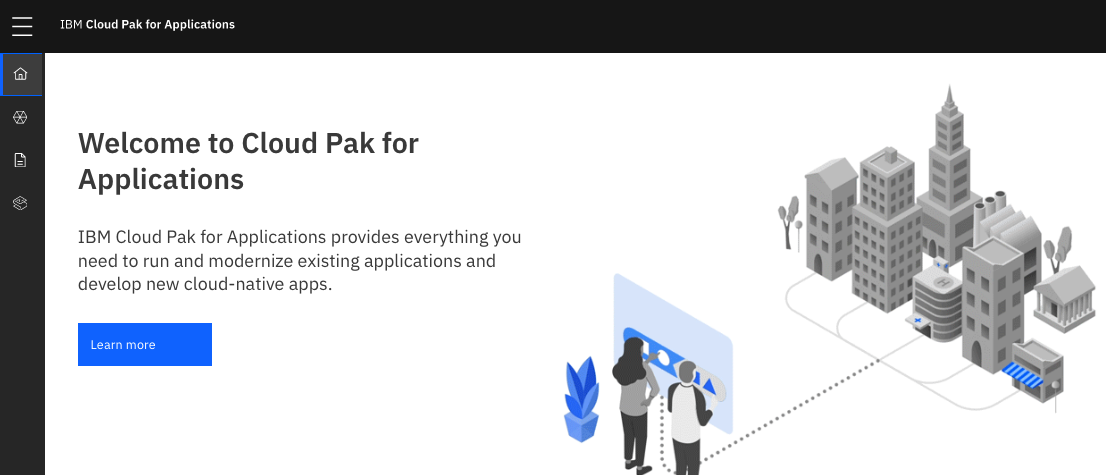 IBM Cloud Pak for Applications
Welcome to Cloud Pak for
Applications
IBM Cloud Pak for Applications provides everything you
need to run and modernize existing applications and
develop new cloud-native apps.
Learn more
H